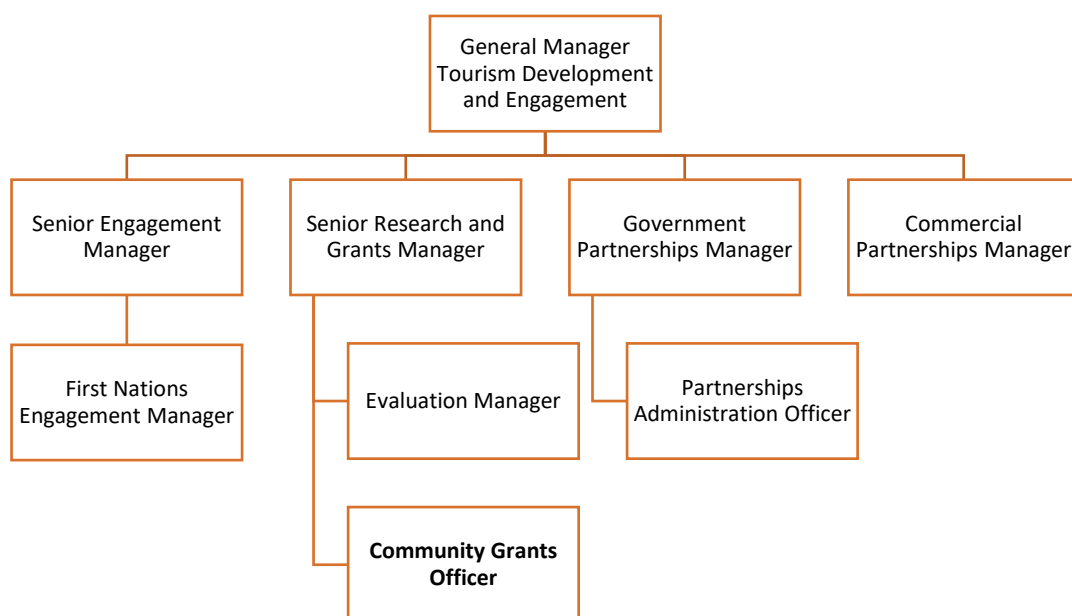 General Manager
Tourism Development
and Engagement
Senior Engagement
Manager
Senior Research and
Grants Manager
Government
Partnerships Manager
Commercial
Partnerships Manager
First Nations
Engagement Manager
Evaluation Manager
Partnerships
Administration Officer
Community Grants
Officer